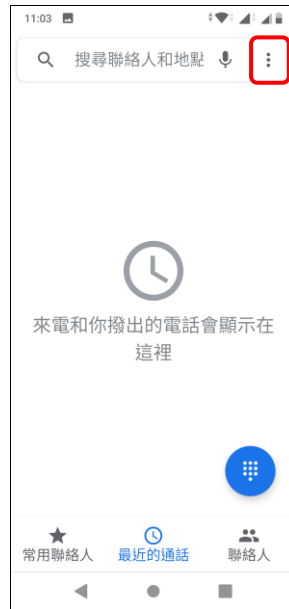 11:03
搜尋聯絡人和地點
來電和你撥出的電話會顯示在
這裡
常用聯絡人 最近的通話 聯絡人